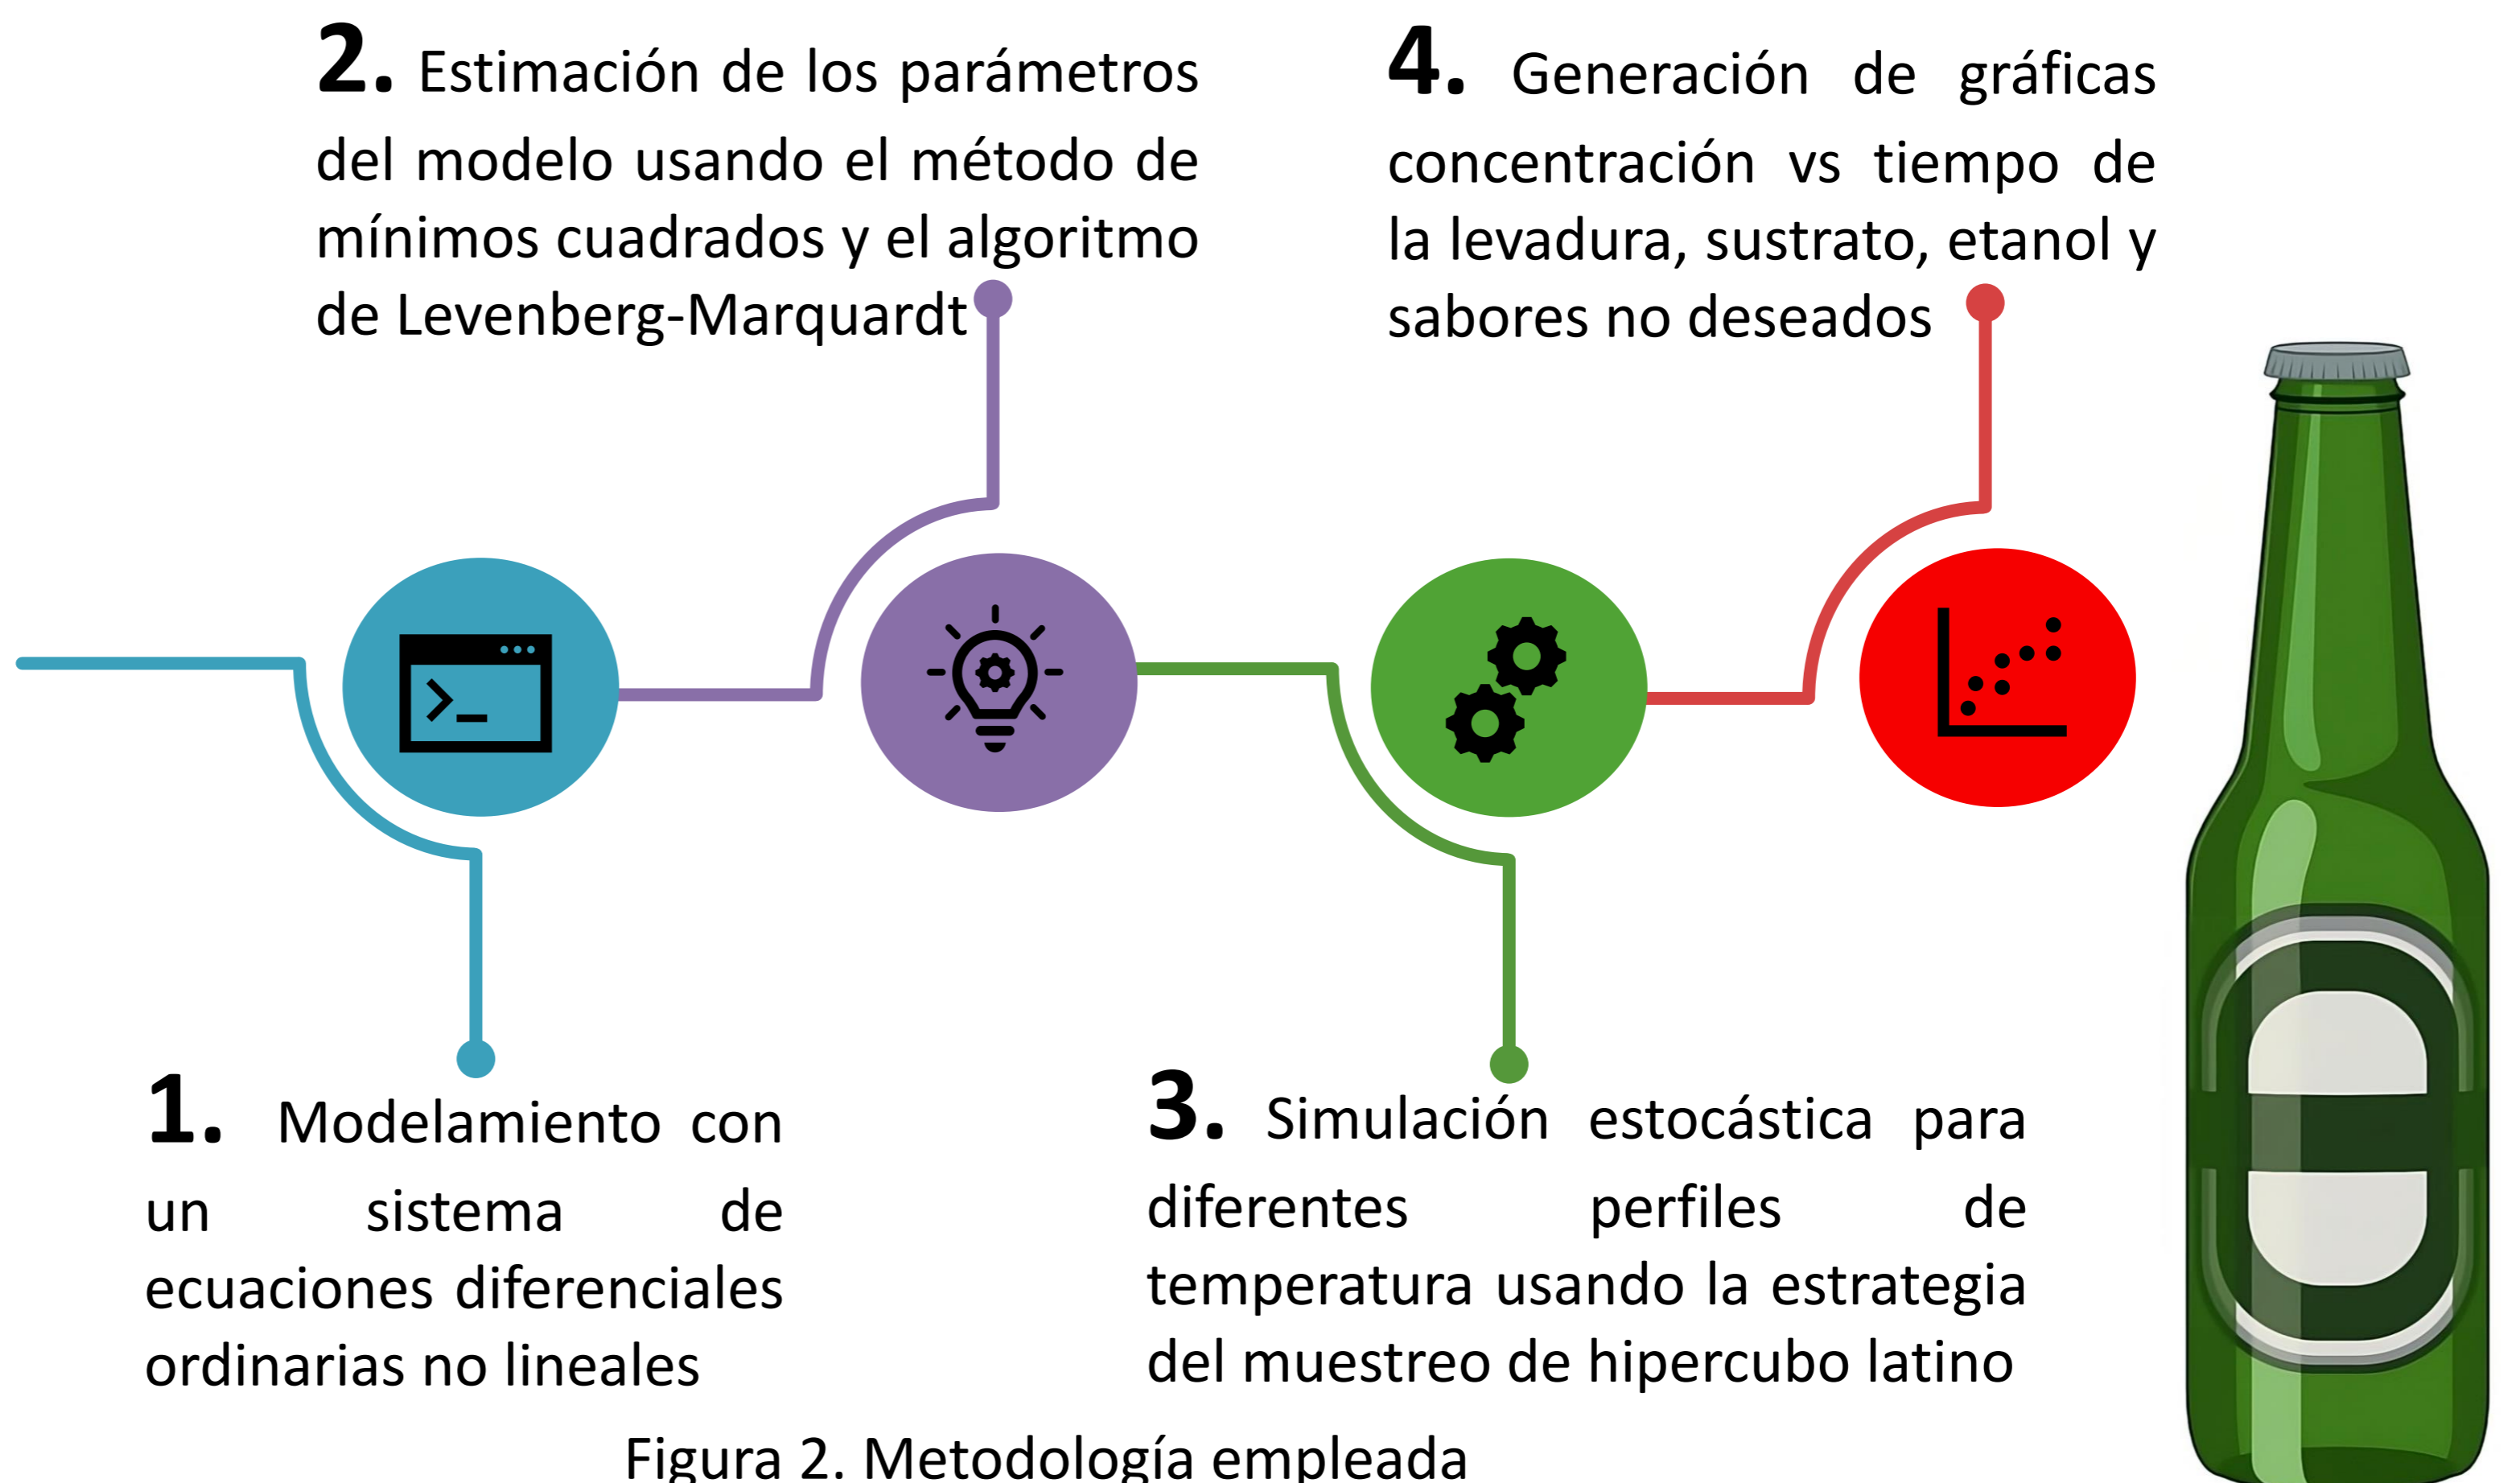 2. Estimación de los parámetros
del modelo usando el método de
mínimos cuadrados y el algoritmo
de Levenberg-Marquardt
4. Generación de gráficas
concentración vs tiempo de
la levadura, sustrato, etanol y
sabores no deseados
1. Modelamiento con
un sistema de
ecuaciones diferenciales
ordinarias no lineales
3. Simulación estocástica para
diferentes perfiles de
temperatura usando la estrategia
del muestreo de hipercubo latino
Figura 2. Metodología empleada